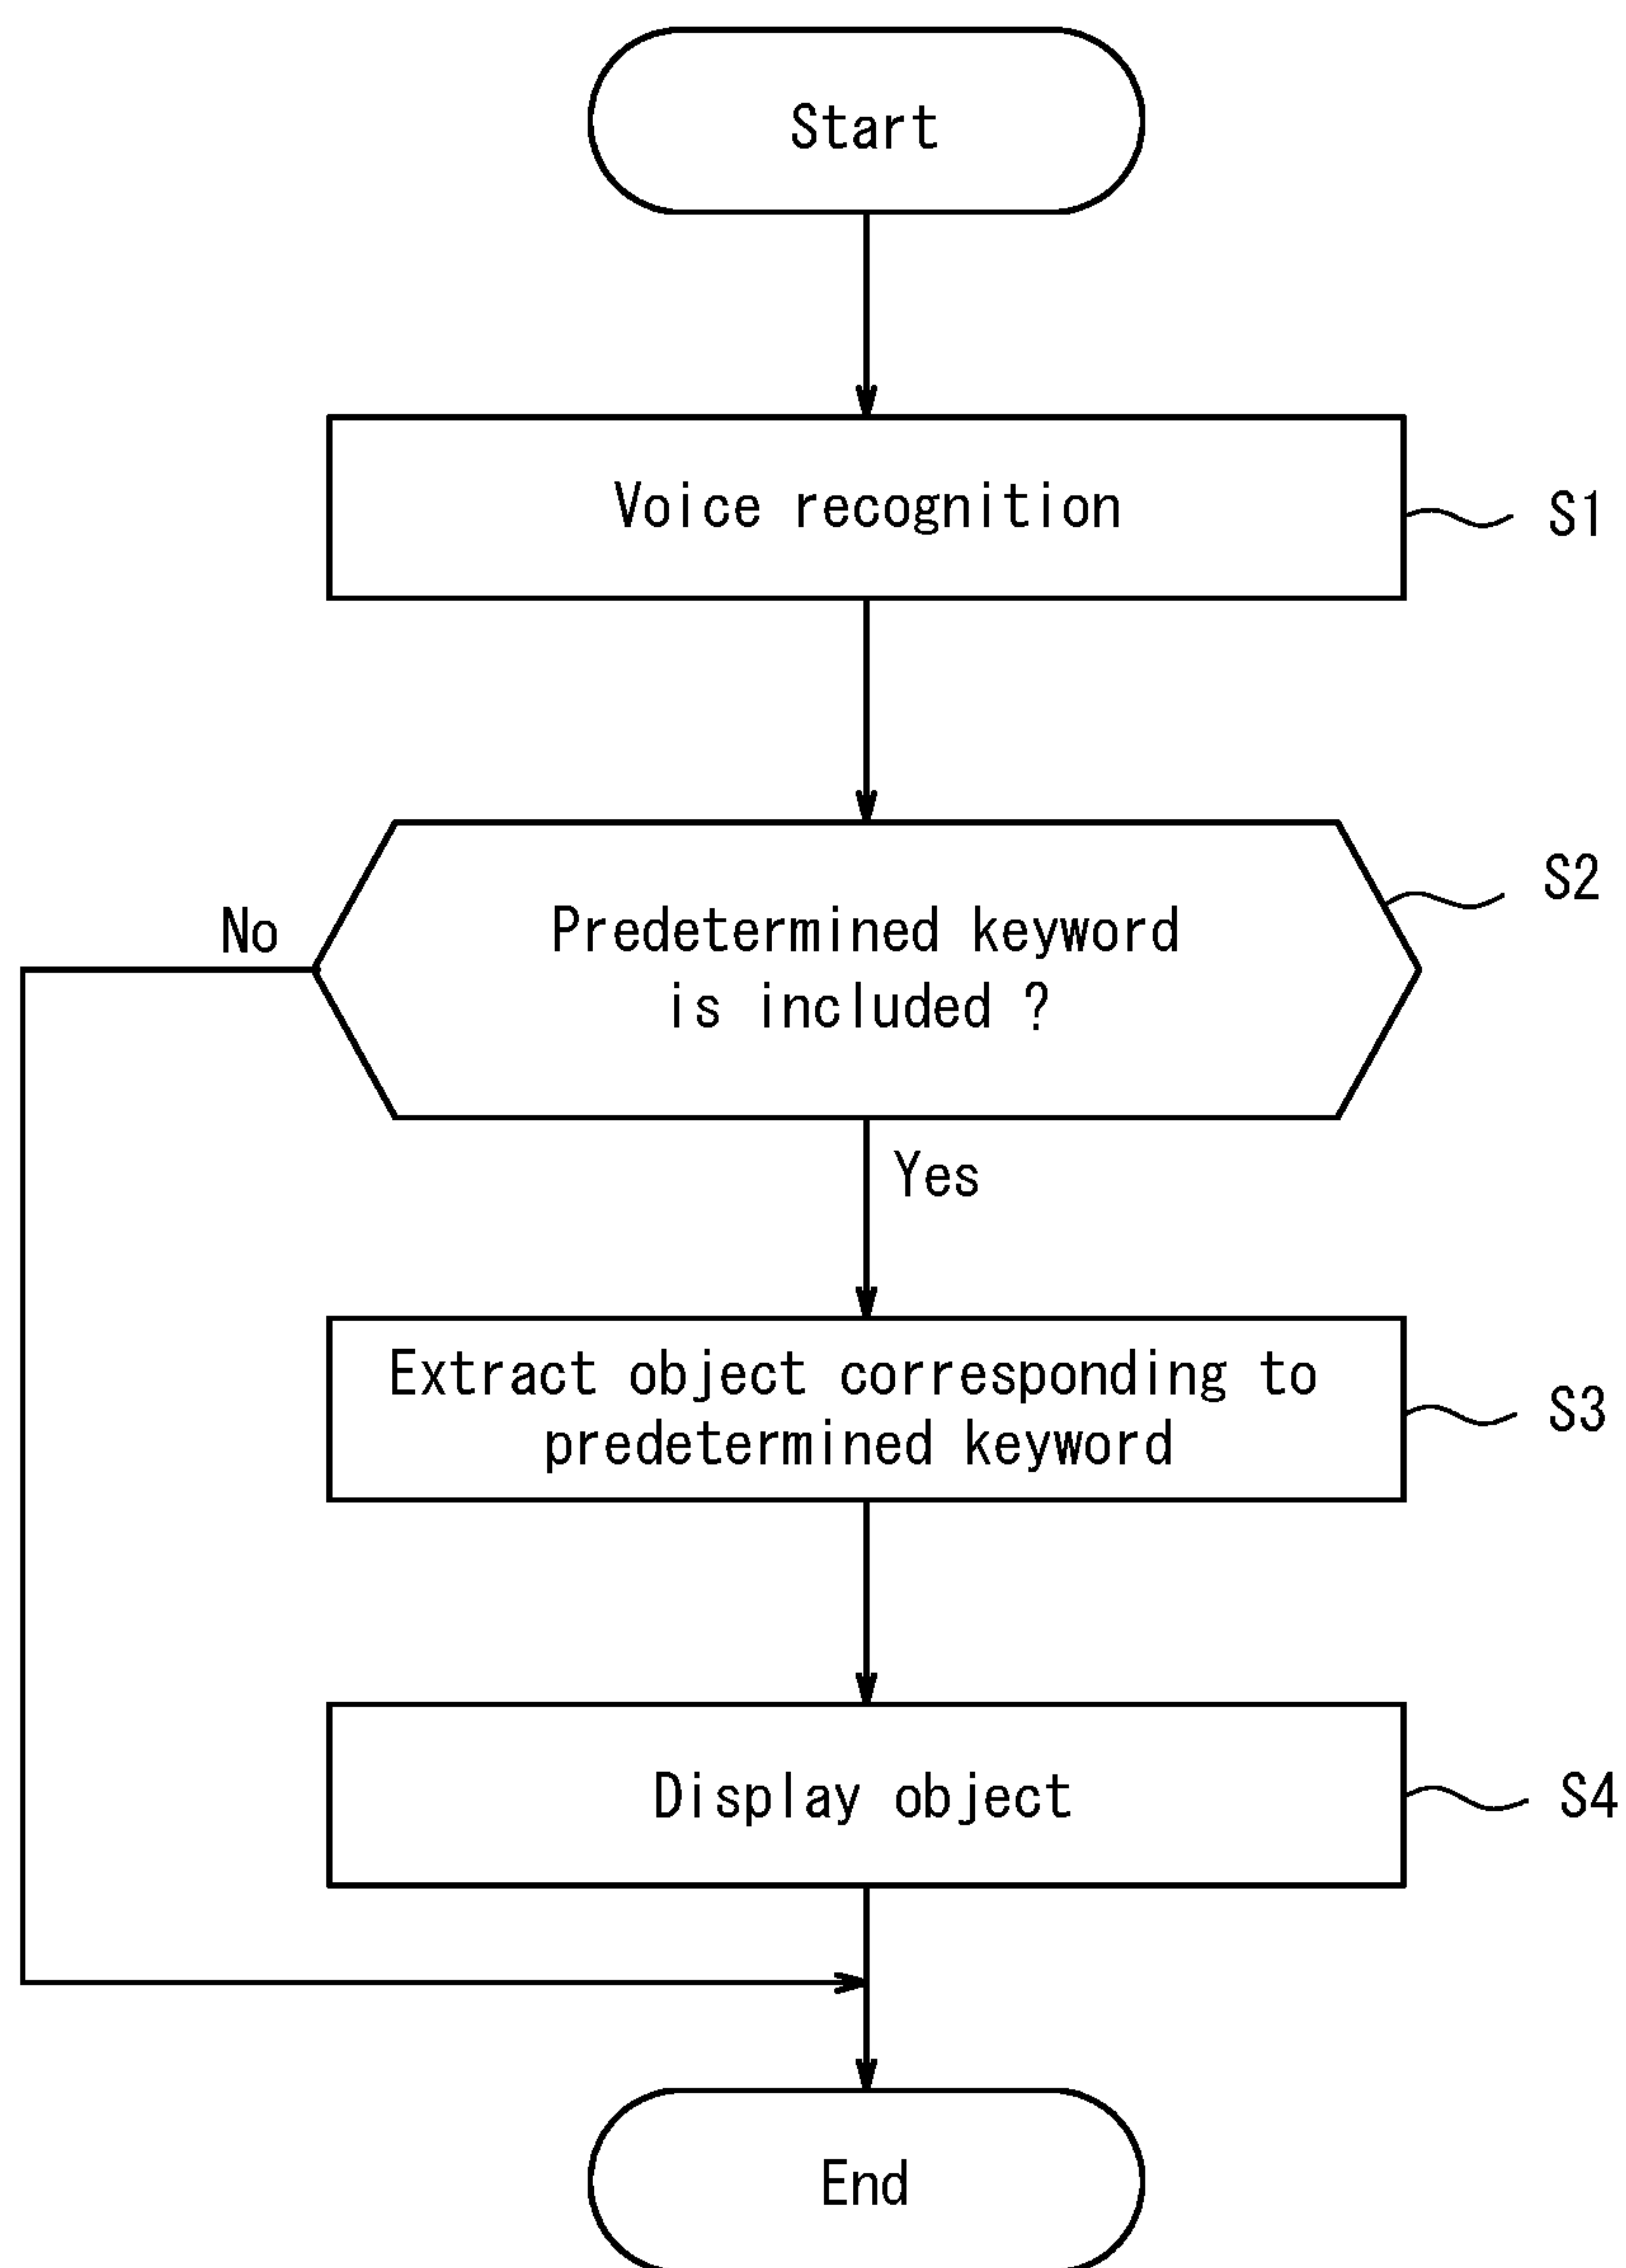 Start
Voice recognition
S1
S2
No
Predetermined keyword
is included ?
Yes
Extract object corresponding to
predetermined keyword
S3
Display object
S4
End